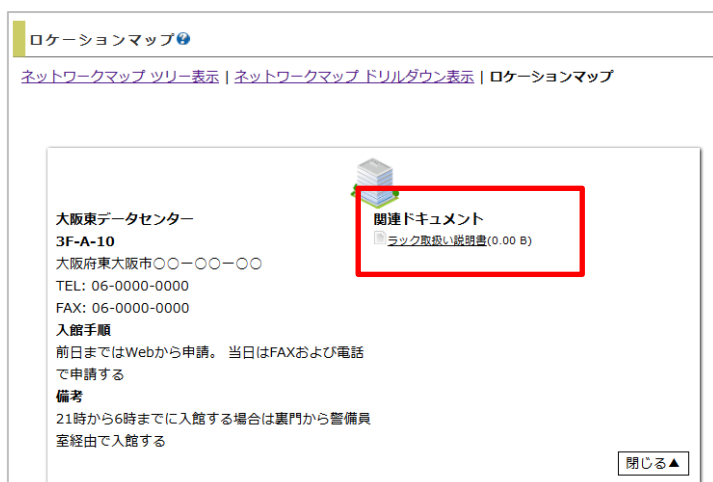 ロケーションマップ?
ネットワークマップ ツリー表示 | ネットワークマップ ドリルダウン表示 | ロケーションマップ
大阪東データセンター
3F-A-10
大阪府東大阪市○○ー○○ー○○
TEL: 06-0000-0000
FAX: 06-0000-0000
入館手順
前日まではWebから申請。 当日はFAXおよび電話
で申請する
備考
21時から6時までに入館する場合は裏門から警備員
室経由で入館する
関連ドキュメント
ラック取扱い説明書(0.00 B)
閉じる▲